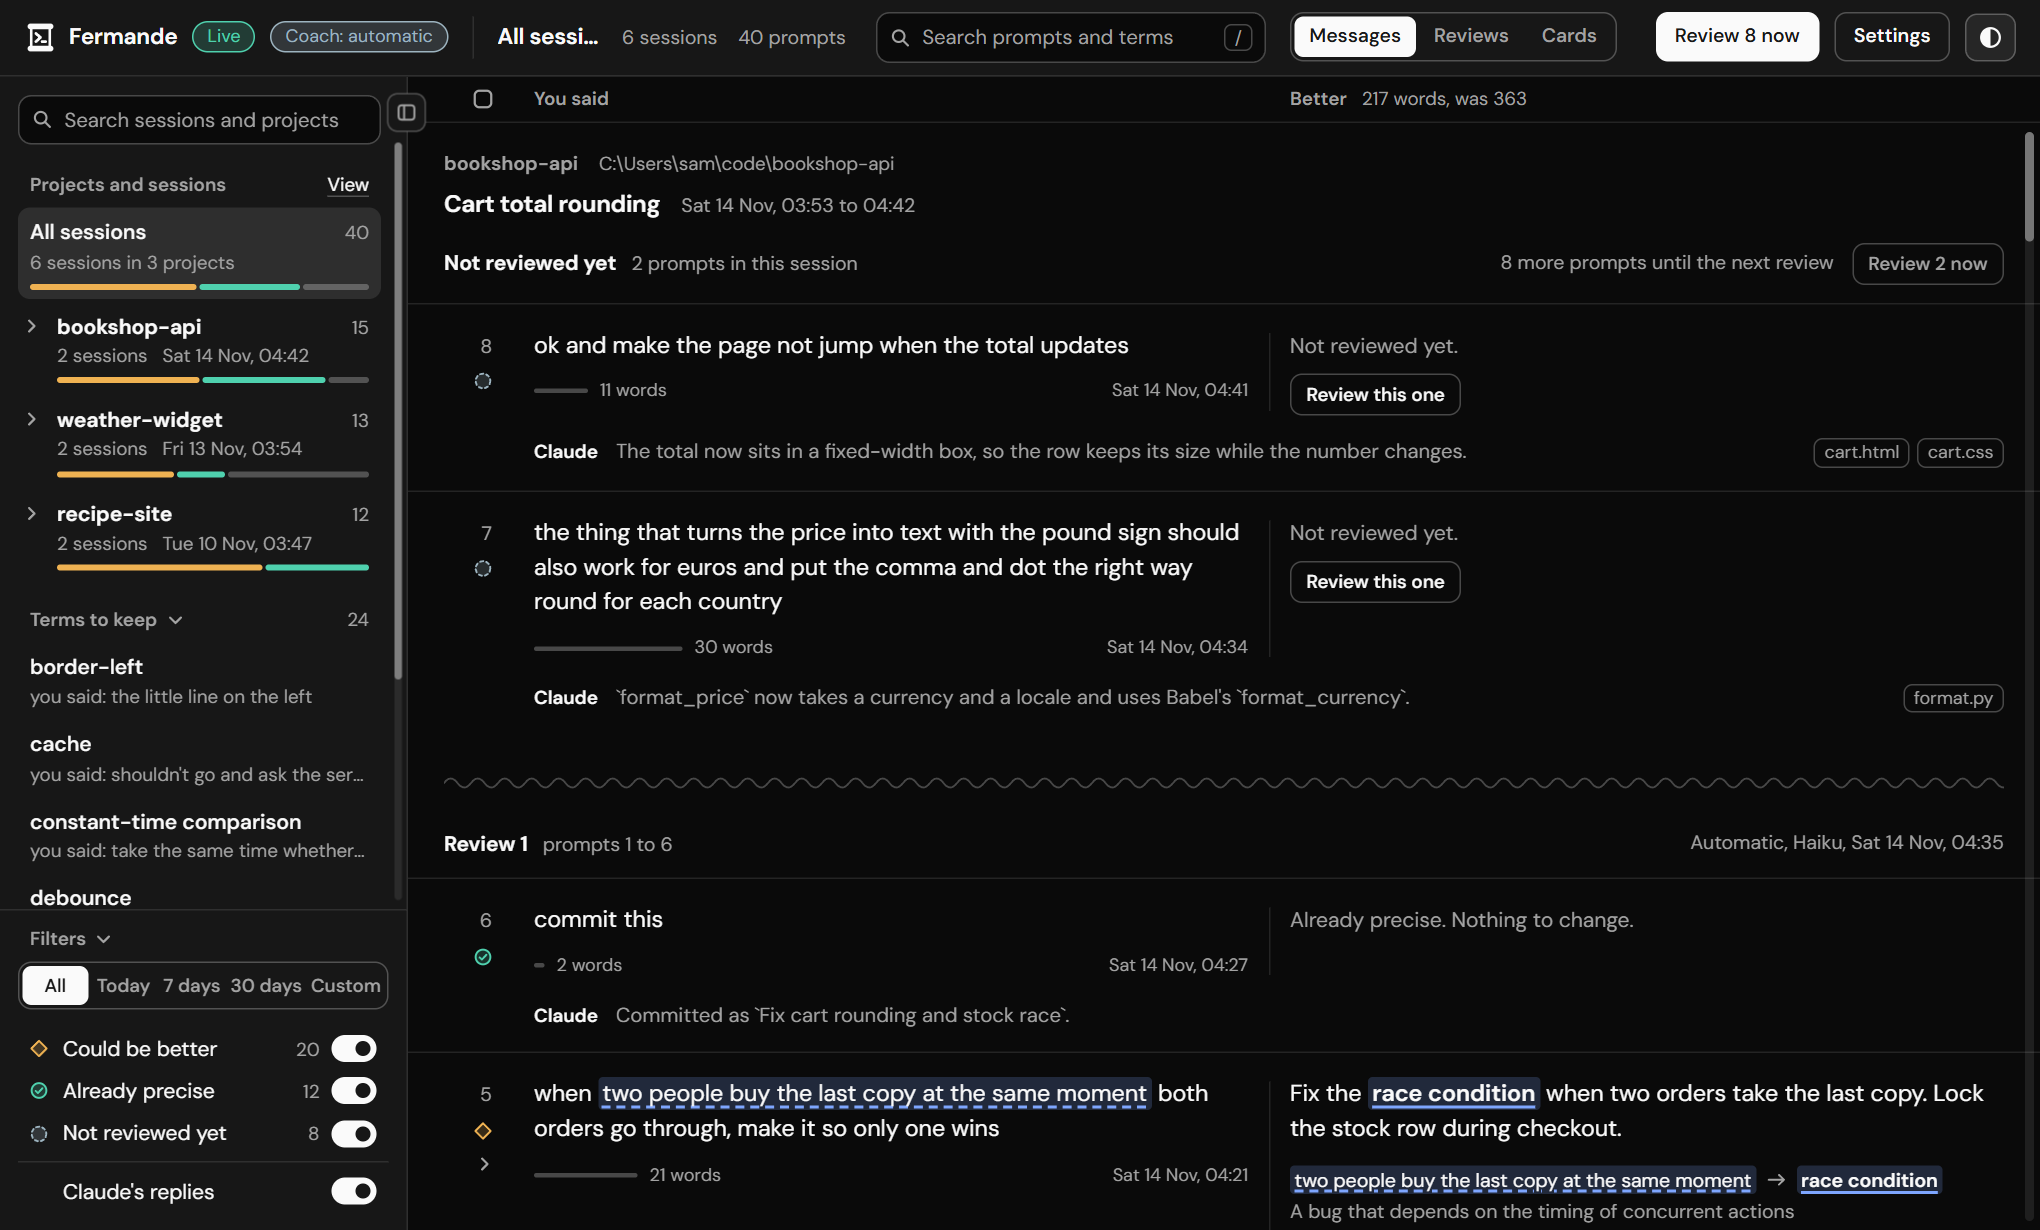 Fermande
Live
Coach: automatic
All sessi...
6 sessions
40 prompts
Search prompts and terms
/
Messages
Reviews
Cards
Review 8 now
Settings
Search sessions and projects
Projects and sessions
View
All sessions
40
6 sessions in 3 projects
bookshop-api
15
2 sessions
Sat 14 Nov, 04:42
weather-widget
13
2 sessions
Fri 13 Nov, 03:54
recipe-site
12
2 sessions
Tue 10 Nov, 03:47
Terms to keep
24
border-left
you said: the little line on the left
cache
you said: shouldn't go and ask the ser...
constant-time comparison
you said: take the same time whether...
debounce
Filters
All
Today
7 days
30 days
Custom
Could be better
20
Already precise
12
Not reviewed yet
8
Claude's replies
You said
Better
217 words, was 363
bookshop-api
C:\Users\sam\code\bookshop-api
Cart total rounding
Sat 14 Nov, 03:53 to 04:42
Not reviewed yet
2 prompts in this session
8 more prompts until the next review
Review 2 now
8
ok and make the page not jump when the total updates
11 words
Sat 14 Nov, 04:41
Not reviewed yet.
Review this one
Claude
The total now sits in a fixed-width box, so the row keeps its size while the number changes.
cart.html
cart.css
7
the thing that turns the price into text with the pound sign should
also work for euros and put the comma and dot the right way
round for each country
30 words
Sat 14 Nov, 04:34
Not reviewed yet.
Review this one
Claude
`format_price` now takes a currency and a locale and uses Babel's `format_currency`.
format.py
Review 1
prompts 1 to 6
Automatic, Haiku, Sat 14 Nov, 04:35
6
commit this
2 words
Sat 14 Nov, 04:27
Already precise. Nothing to change.
Claude
Committed as `Fix cart rounding and stock race`.
5
when two people buy the last copy at the same moment both
orders go through, make it so only one wins
21 words
Sat 14 Nov, 04:21
Fix the race condition when two orders take the last copy. Lock
the stock row during checkout.
two people buy the last copy at the same moment → race condition
A bug that depends on the timing of concurrent actions